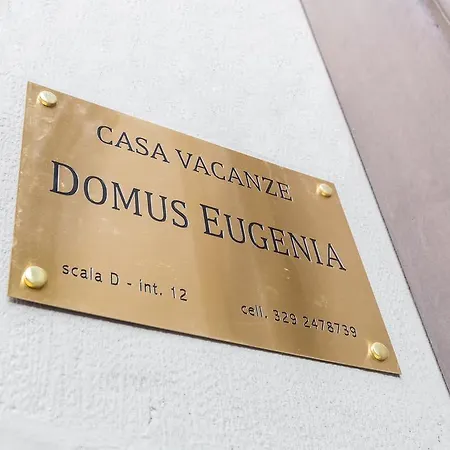 CASA VACANZE
DOMUS EUGENIA
scala D - int. 12
cell. 329 2478739